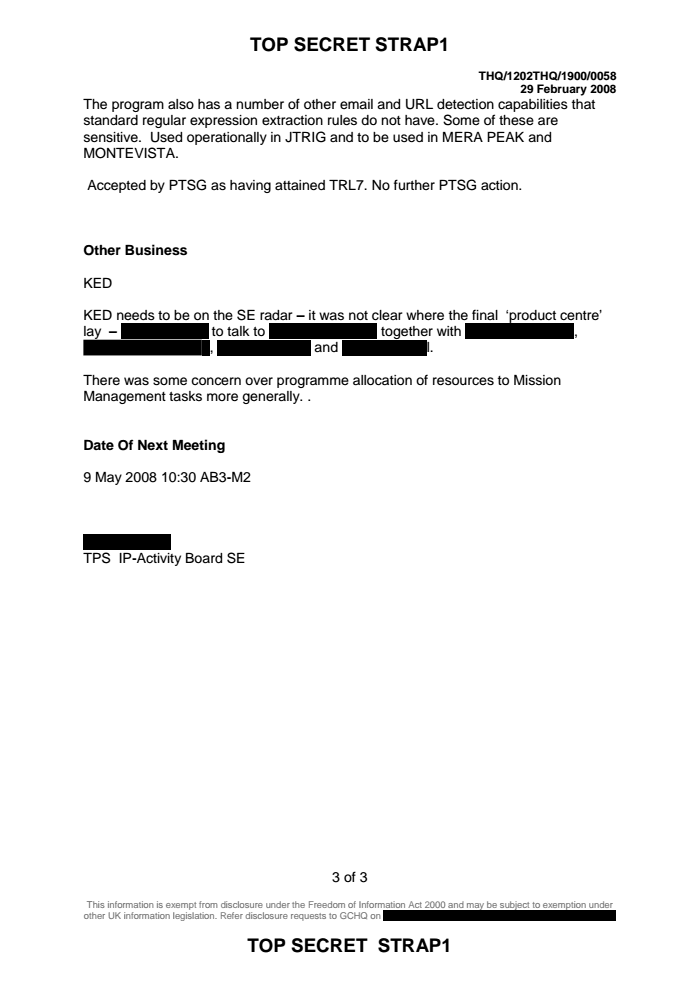 TOP SECRET STRAP1
THQ/1202THQ/1900/0058
29 February 2008
The program also has a number of other email and URL detection capabilities that
standard regular expression extraction rules do not have. Some of these are
sensitive.  Used operationally in JTRIG and to be used in MERA PEAK and
MONTEVISTA.
Accepted by PTSG as having attained TRL7. No further PTSG action.
Other Business
KED
KED needs to be on the SE radar – it was not clear where the final  ‘product centre’
lay  – to talk to together with ,
, and .
There was some concern over programme allocation of resources to Mission
Management tasks more generally. .
Date Of Next Meeting
9 May 2008 10:30 AB3-M2
TPS  IP-Activity Board SE
3 of 3
This information is exempt from disclosure under the Freedom of Information Act 2000 and may be subject to exemption under
other UK information legislation. Refer disclosure requests to GCHQ on
TOP SECRET  STRAP1